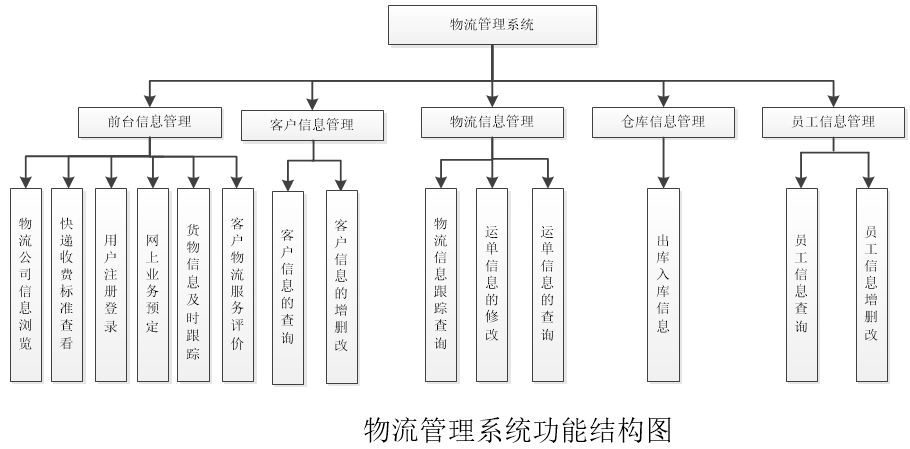 物流管理系统
前台信息管理
客户信息管理
物流信息管理
仓库信息管理
员工信息管理
物流公司信息浏览
快递收费标准查看
用户注册登录
网上业务预定
货物信息及时跟踪
客户物流服务评价
客户信息的查询
客户信息的增删改
物流信息跟踪查询
运单信息的修改
运单信息的查询
出库入库信息
员工信息查询
员工信息增删改
物流管理系统功能结构图